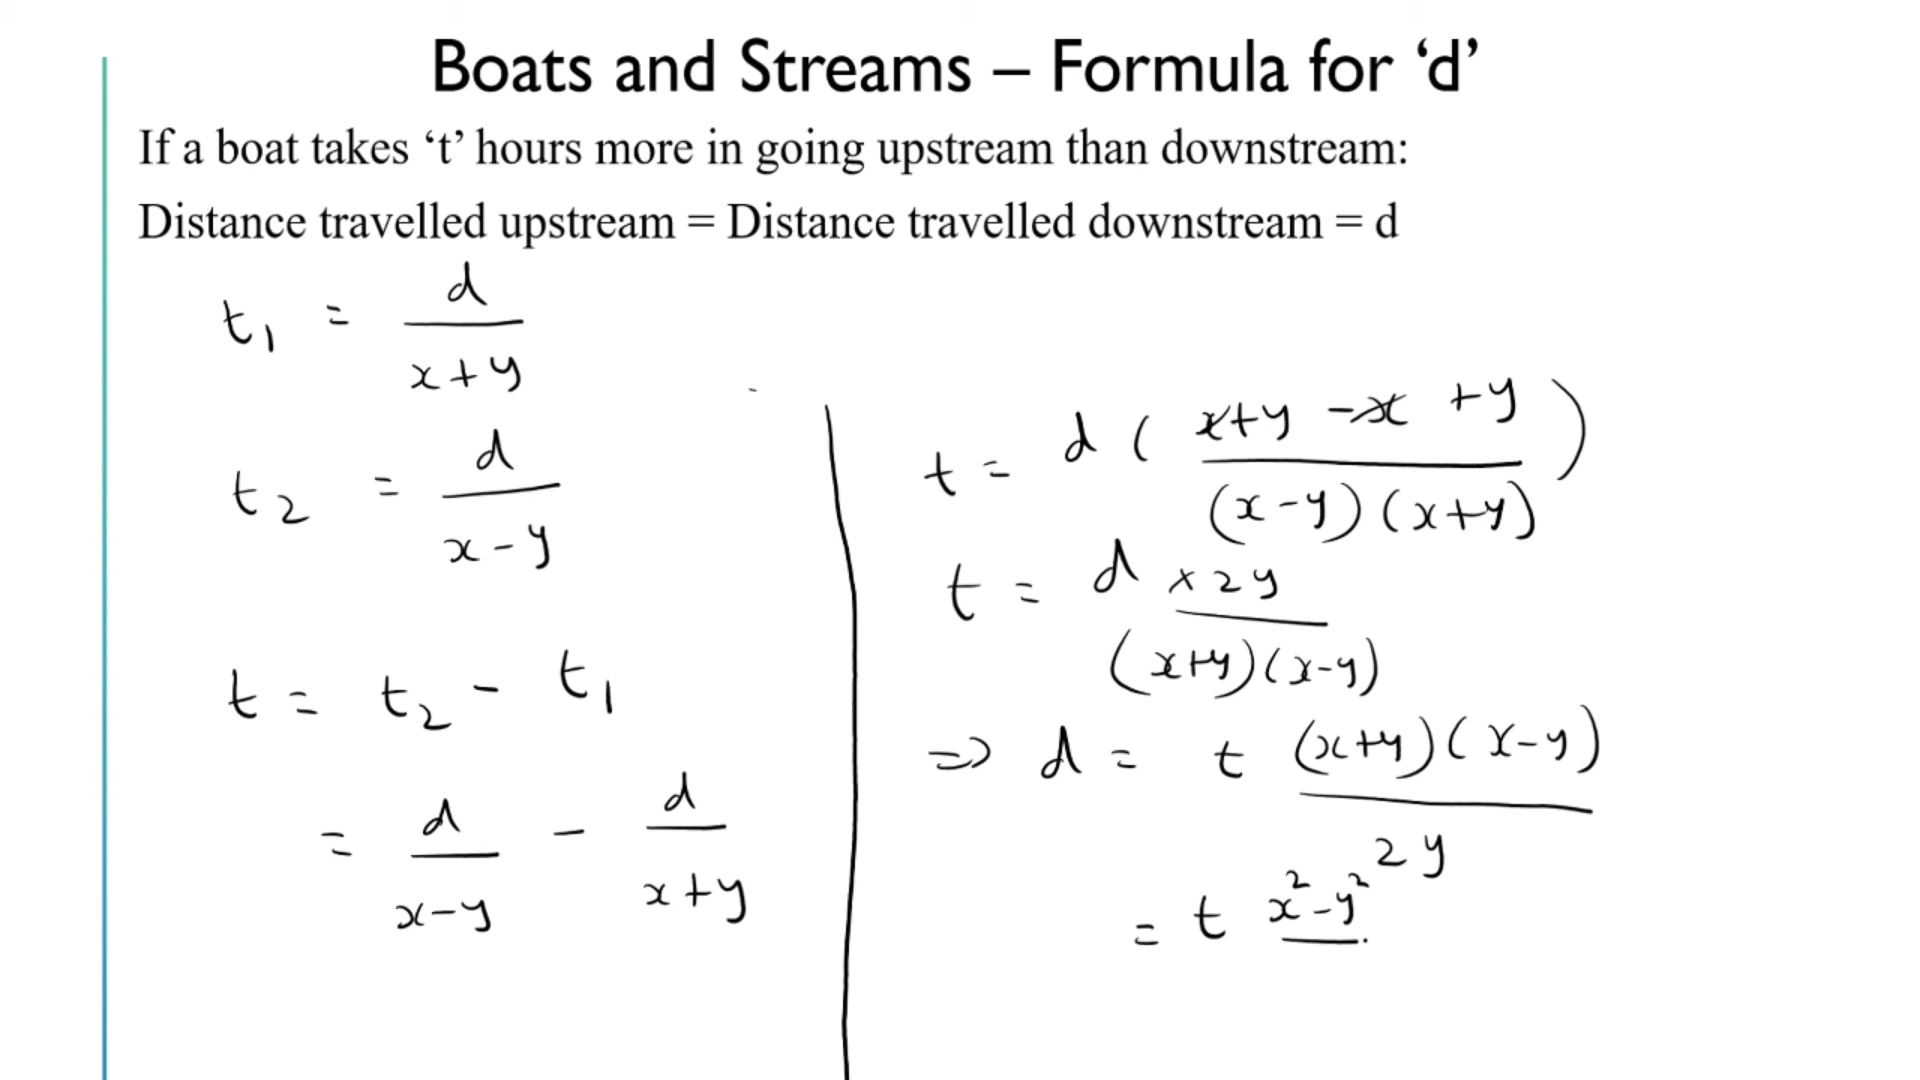 Boats and Streams – Formula for ‘d’
If a boat takes ‘t’ hours more in going upstream than downstream:
Distance travelled upstream = Distance travelled downstream = d
t₁ = d
x+y
t₂ = d
x-y
t = t₂ - t₁
= d - d
x-y x+y
t = d ( x+y -x +y )
(x-y)(x+y)
t = d ×2y
(x+y)(x-y)
=> d = t (x+y)(x-y)
2y
= t x²-y²